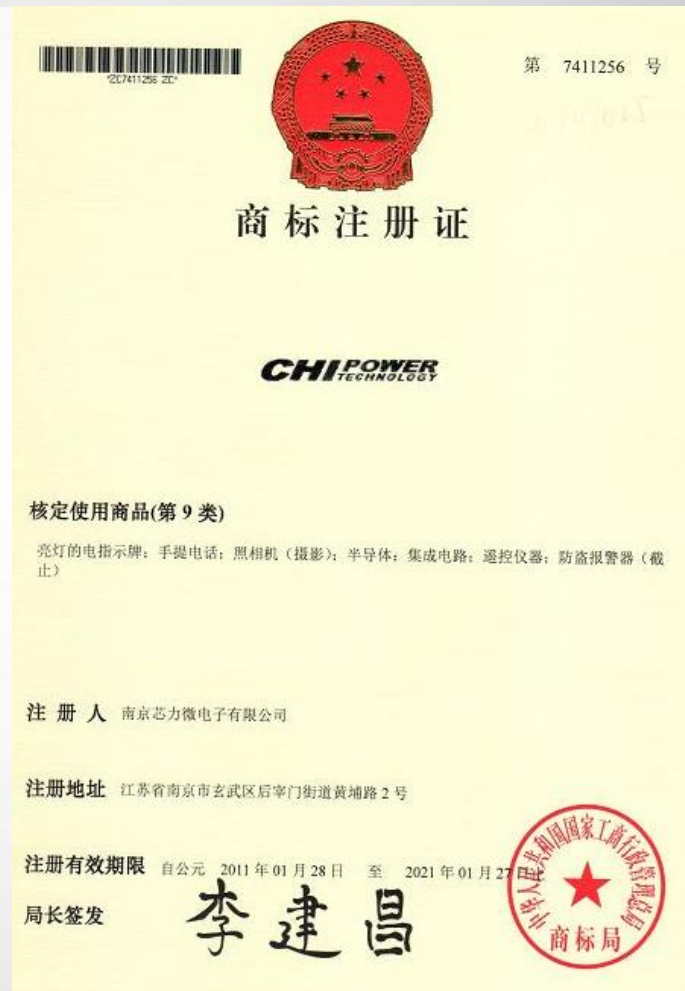 *ZC7411256 ZC*
第 7411256 号
商标注册证
CHI POWER
TECHNOLOGY
核定使用商品(第 9 类)
亮灯的电指示牌；手提电话；照相机（摄影）；半导体；集成电路；遥控仪器；防盗报警器（截
止）
注 册 人 南京芯力微电子有限公司
注册地址 江苏省南京市玄武区后宰门街道黄埔路 2 号
注册有效期限 自公元 2011 年 01 月 28 日 至 2021 年 01 月 27 日止
局长签发 李建昌
中华人民共和国国家工商行政管理总局
商标局